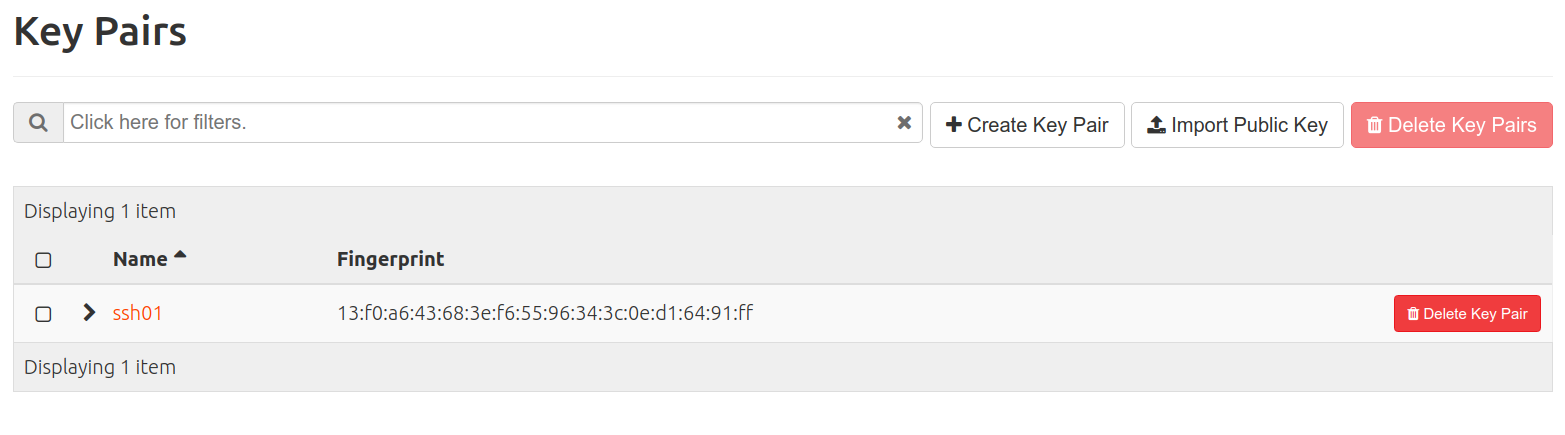 Key Pairs
Click here for filters. Create Key Pair Import Public Key Delete Key Pairs
Displaying 1 item
Name Fingerprint
ssh01 13:f0:a6:43:68:3e:f6:55:96:34:3c:0e:d1:64:91:ff Delete Key Pair
Displaying 1 item